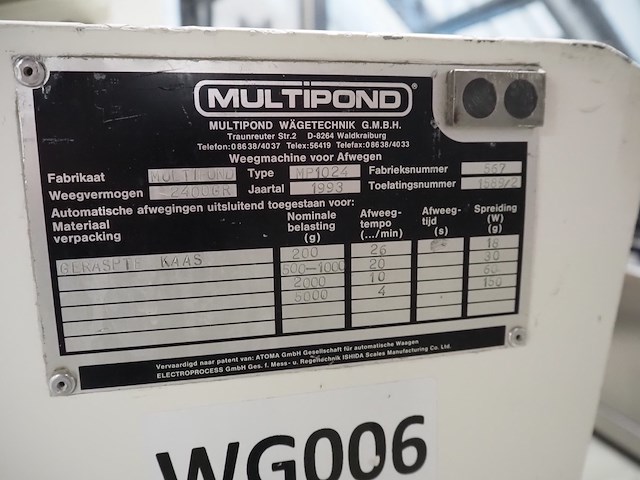 MULTIPOND®
MULTIPOND WÄGETECHNIK G.M.B.H.
Traunreuter Str.2 D-8264 Waldkraiburg
Telefon:08638/4037 Telex:56419 Telefax:08638/4033
Weegmachine voor Afwegen
Fabrikaat MULTIPOND Type MP1024 Fabrieksnummer 567
Weegvermogen 2400GR Jaartal 1993 Toelatingsnummer 1589/2
Automatische afwegingen uitsluitend toegestaan voor:
Materiaal verpacking Nominale belasting (g) Afweeg-tempo (.../min) Afweeg-tijd (s) Spreiding (W) (g)
GERASPTE KAAS 200 26 18
500-1000 20 30
2000 10 60
5000 4 150
Vervaardigd naar patent van: ATOMA GmbH Gesellschaft für automatische Waagen
ELECTROPROCESS GmbH Ges. f. Mess- u. Regeltechnik ISHIDA Scales Manufacturing Co. Ltd.
WG006